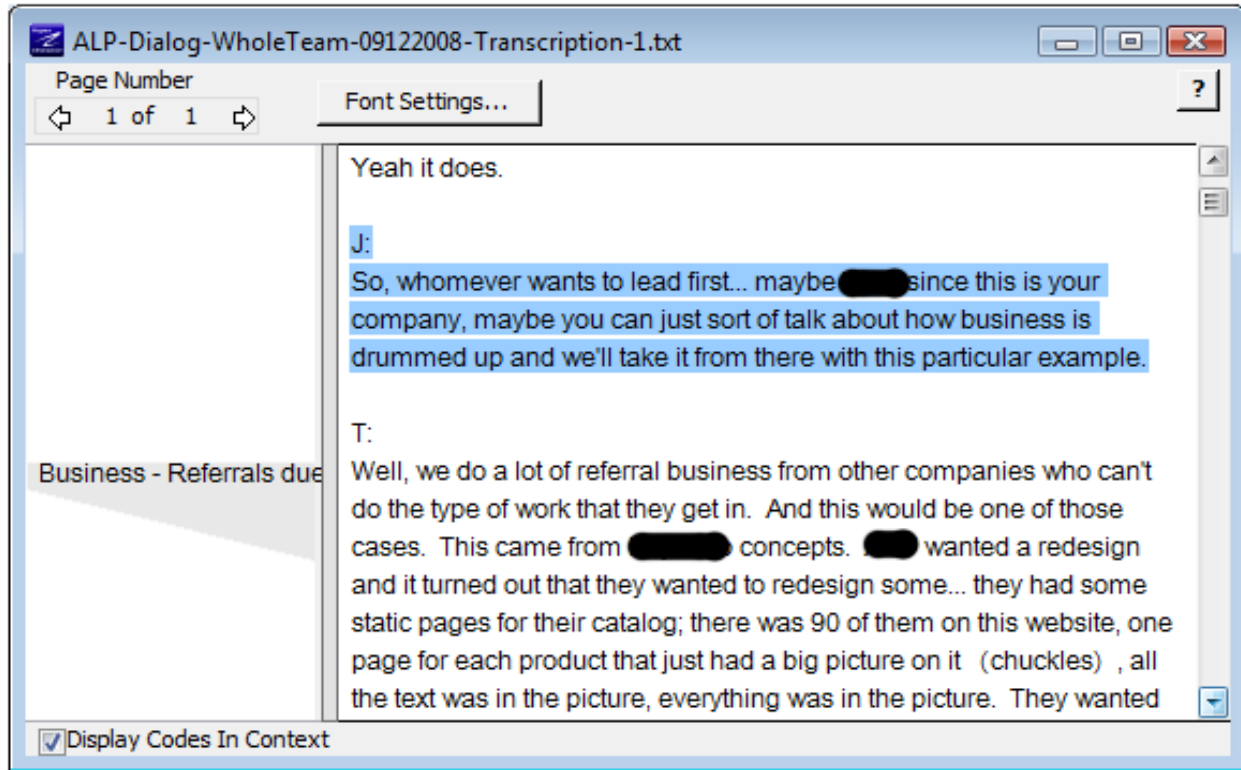 ALP-Dialog-WholeTeam-09122008-Transcription-1.txt
Page Number
1 of 1
Font Settings...
?
Yeah it does.
J:
So, whomever wants to lead first... maybe since this is your
company, maybe you can just sort of talk about how business is
drummed up and we'll take it from there with this particular example.
T:
Business - Referrals due
Well, we do a lot of referral business from other companies who can't
do the type of work that they get in. And this would be one of those
cases. This came from concepts. wanted a redesign
and it turned out that they wanted to redesign some... they had some
static pages for their catalog; there was 90 of them on this website, one
page for each product that just had a big picture on it (chuckles) , all
the text was in the picture, everything was in the picture. They wanted
Display Codes In Context